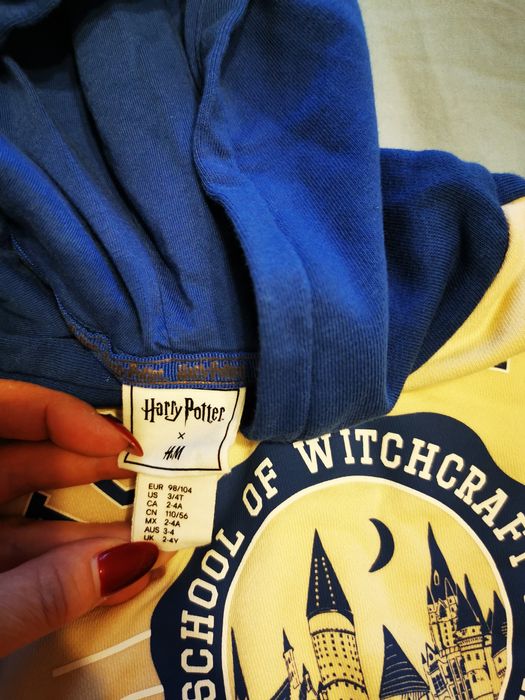 Harry Potter
×
H&M
EUR 98/104
US 3/4T
CA 2-4A
CN 110/56
MX 2-4A
AUS 3-4
UK 2-4Y
SCHOOL OF WITCHCRAFT